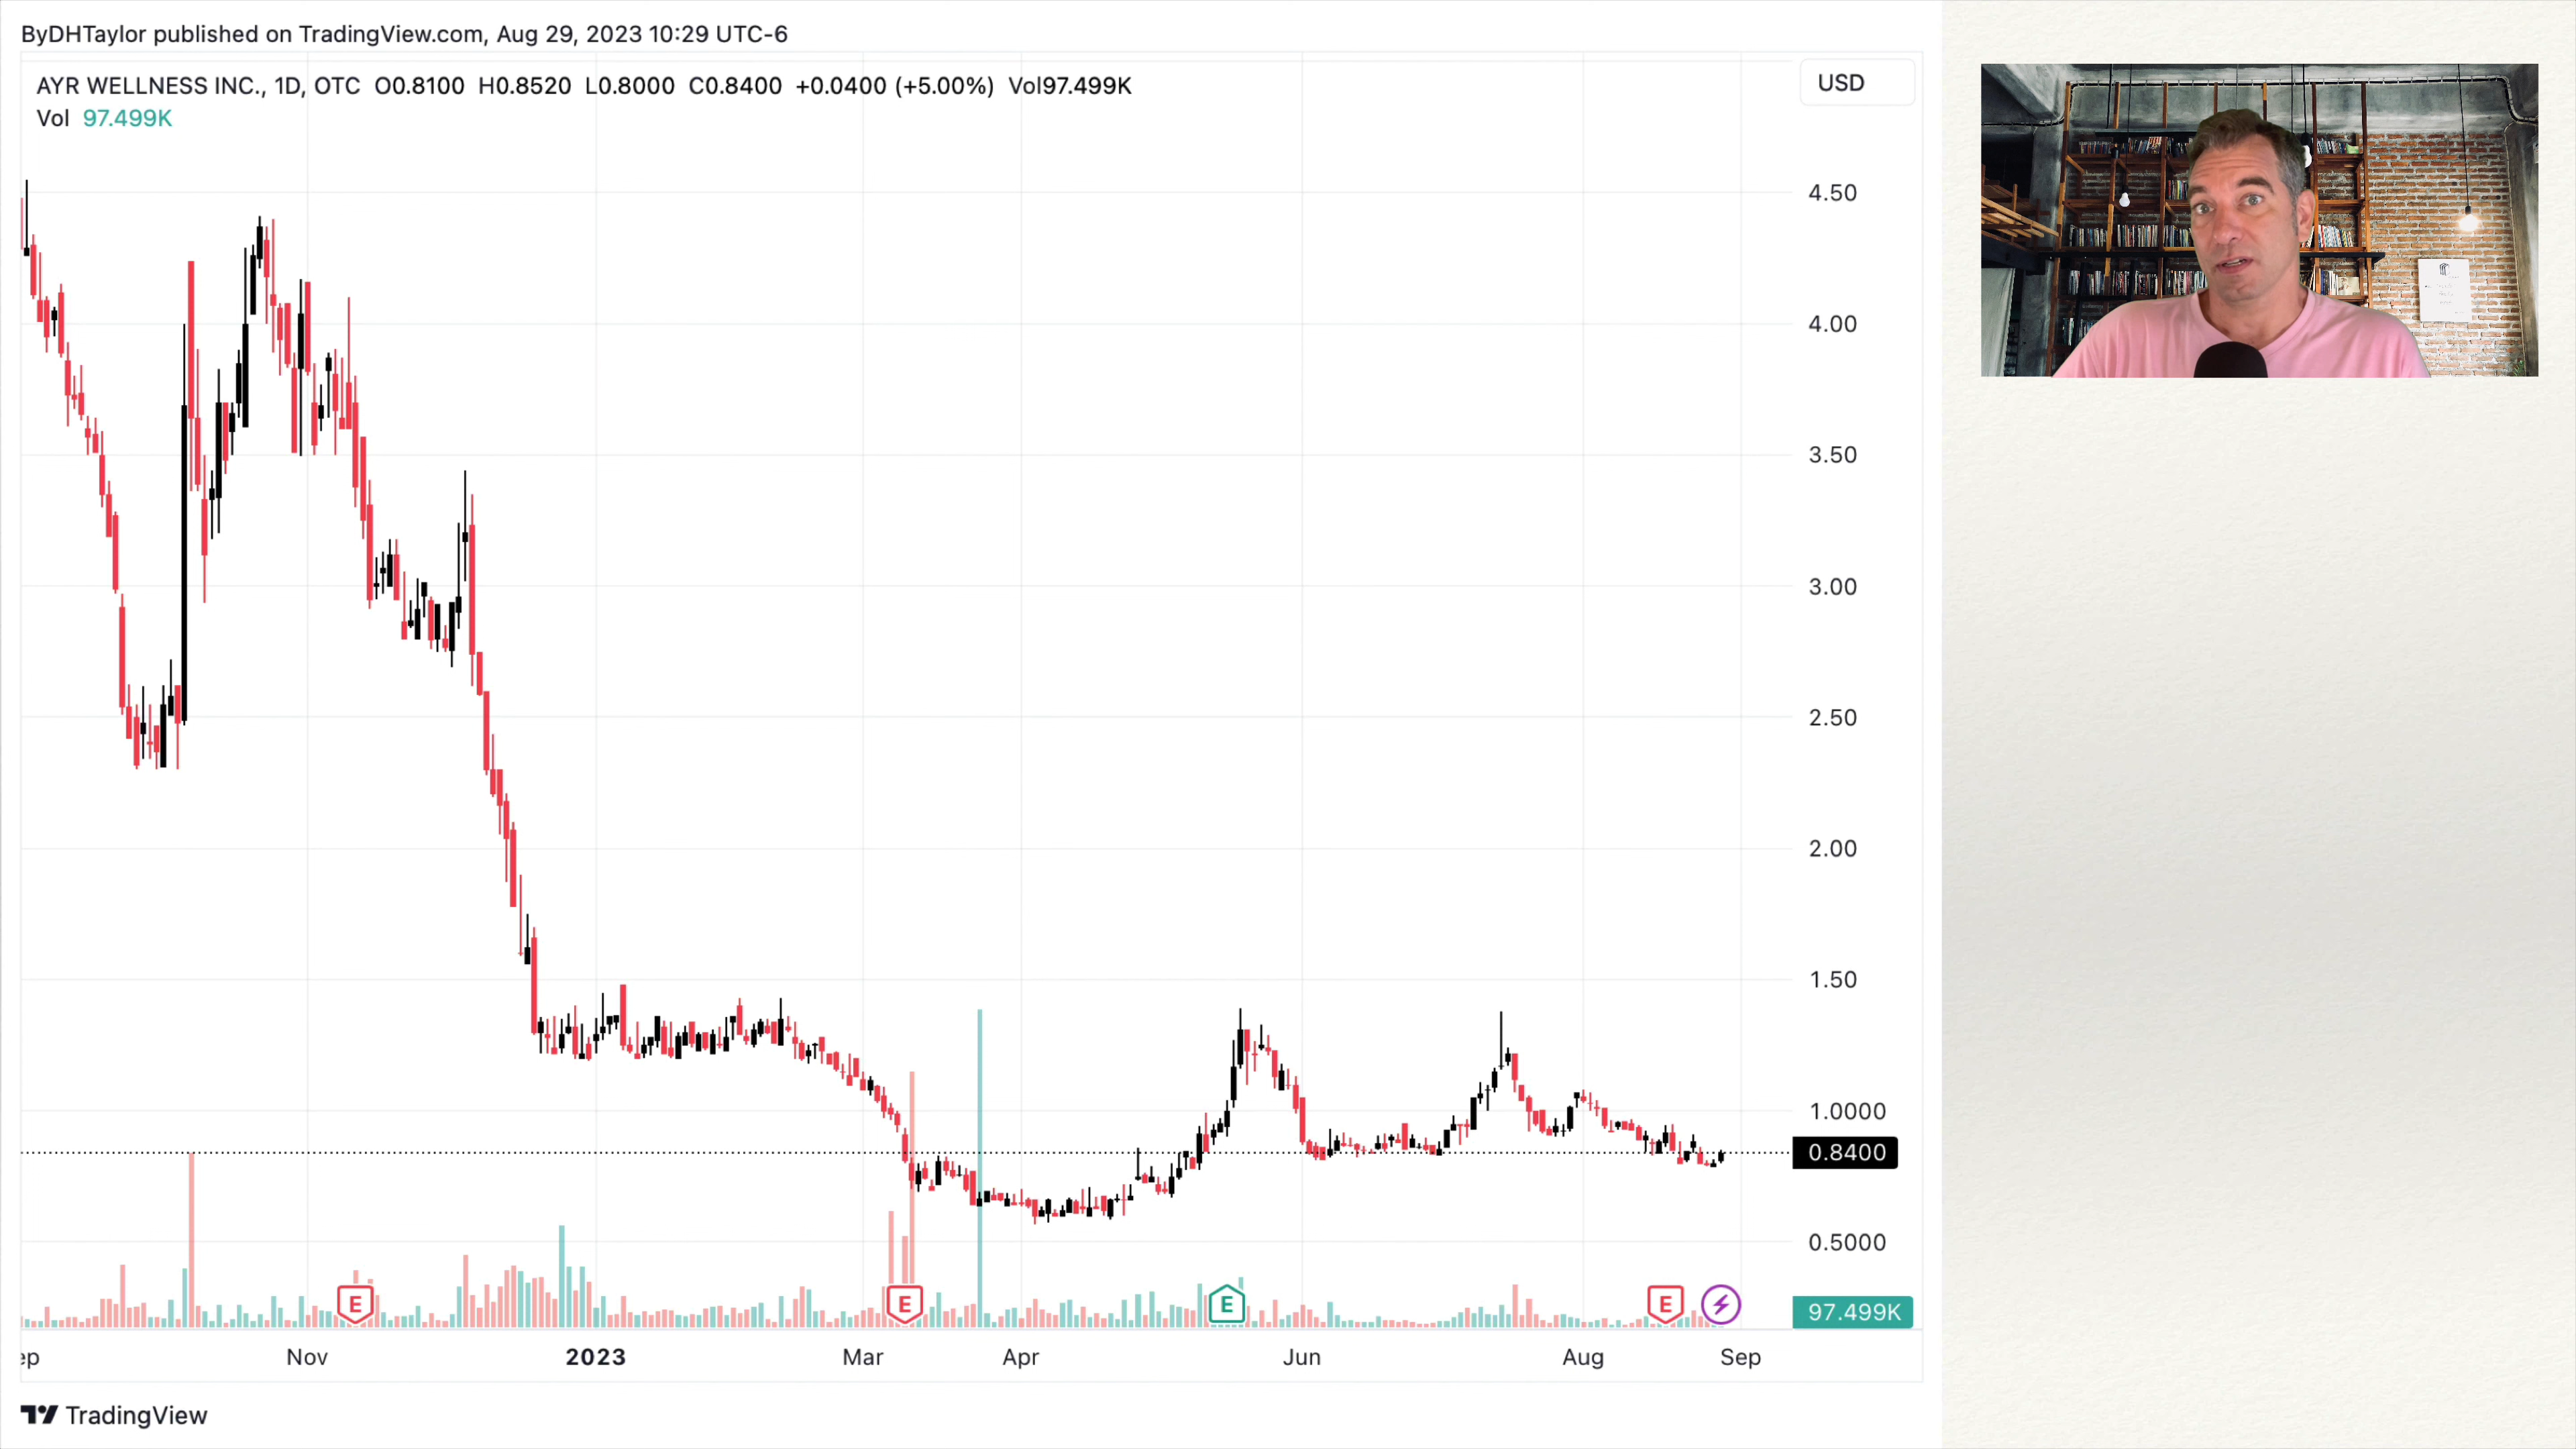 ByDHTaylor published on TradingView.com, Aug 29, 2023 10:29 UTC-6
AYR WELLNESS INC., 1D, OTC O0.8100 H0.8520 L0.8000 C0.8400 +0.0400 (+5.00%) Vol97.499K
Vol 97.499K
USD
4.50
4.00
3.50
3.00
2.50
2.00
1.50
1.0000
0.8400
0.5000
E
E
E
E
97.499K
ep Nov 2023 Mar Apr Jun Aug Sep
TradingView